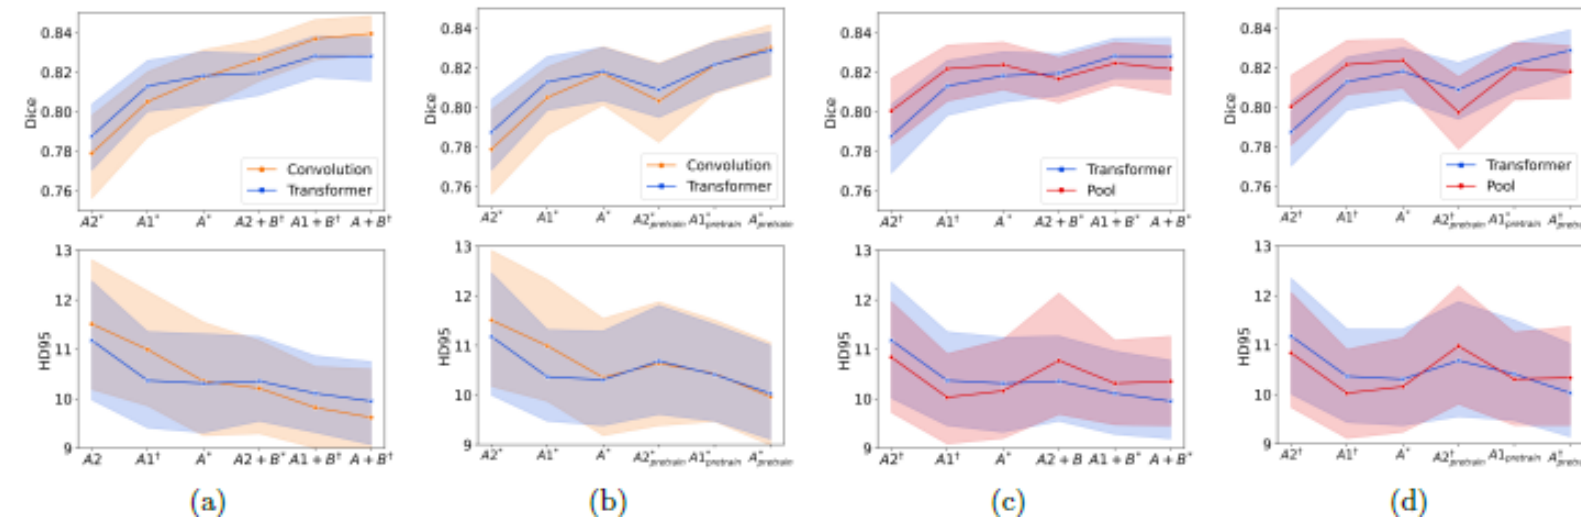 0.84
0.82
0.80
0.78
0.76
Dice
Convolution
Transformer
A2* A1* A* A2+B† A1+B† A+B†
0.84
0.82
0.80
0.78
0.76
Dice
Convolution
Transformer
A2* A1* A* A2*pretrain A1*pretrain A*pretrain
0.84
0.82
0.80
0.78
0.76
Dice
Transformer
Pool
A2† A1† A* A2+B* A1+B* A+B*
0.84
0.82
0.80
0.78
0.76
Dice
Transformer
Pool
A2† A1† A* A2*pretrain A1*pretrain A*pretrain
13
12
11
10
9
HD95
A2 A1† A* A2+B† A1+B† A+B†
13
12
11
10
9
HD95
A2* A1* A* A2†pretrain A1*pretrain A*pretrain
13
12
11
10
9
HD95
A2† A1† A* A2+B A1+B* A+B*
13
12
11
10
9
HD95
A2† A1† A* A2*pretrain A1pretrain A*pretrain
(a)
(b)
(c)
(d)